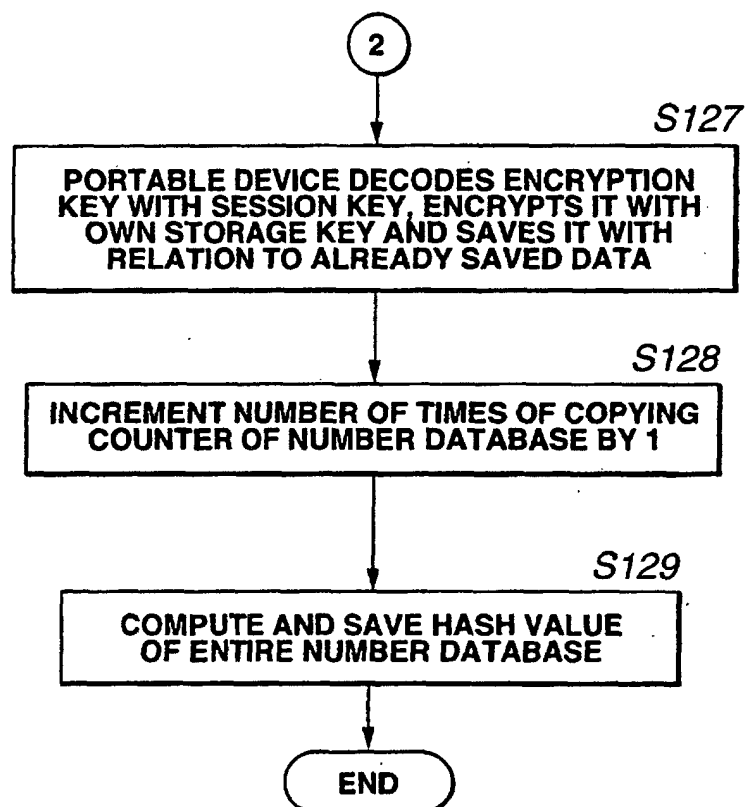 2
S127
PORTABLE DEVICE DECODES ENCRYPTION
KEY WITH SESSION KEY, ENCRYPTS IT WITH
OWN STORAGE KEY AND SAVES IT WITH
RELATION TO ALREADY SAVED DATA
S128
INCREMENT NUMBER OF TIMES OF COPYING
COUNTER OF NUMBER DATABASE BY 1
S129
COMPUTE AND SAVE HASH VALUE
OF ENTIRE NUMBER DATABASE
END